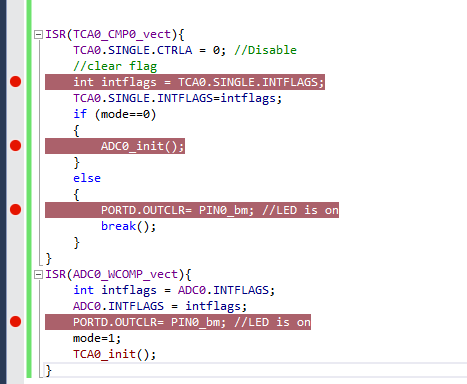 ISR(TCA0_CMP0_vect){
TCA0.SINGLE.CTRLA = 0; //Disable
//clear flag
int intflags = TCA0.SINGLE.INTFLAGS;
TCA0.SINGLE.INTFLAGS=intflags;
if (mode==0)
{
ADC0_init();
}
else
{
PORTD.OUTCLR= PIN0_bm; //LED is on
break();
}
}
ISR(ADC0_WCOMP_vect){
int intflags = ADC0.INTFLAGS;
ADC0.INTFLAGS = intflags;
PORTD.OUTCLR= PIN0_bm; //LED is on
mode=1;
TCA0_init();
}